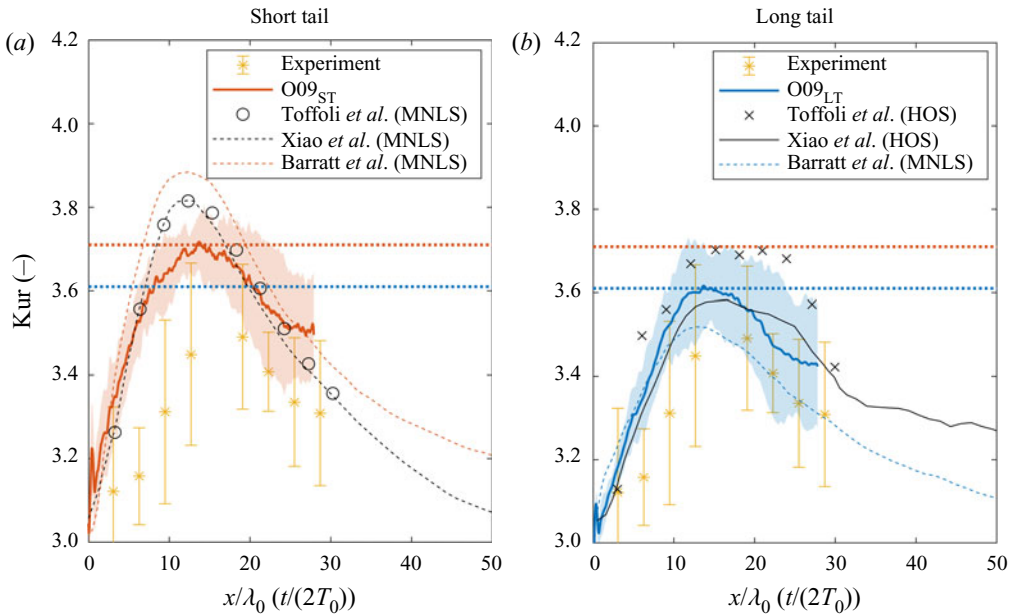 Short tail
Long tail
(a)
4.2
4.0
3.8
3.6
3.4
3.2
3.0
Kur (–)
Experiment
O09ST
Toffoli et al. (MNLS)
Xiao et al. (MNLS)
Barratt et al. (MNLS)
0 10 20 30 40 50
x/λ0 (t/(2T0))
(b)
4.2
4.0
3.8
3.6
3.4
3.2
3.0
Experiment
O09LT
Toffoli et al. (HOS)
Xiao et al. (HOS)
Barratt et al. (MNLS)
0 10 20 30 40 50
x/λ0 (t/(2T0))